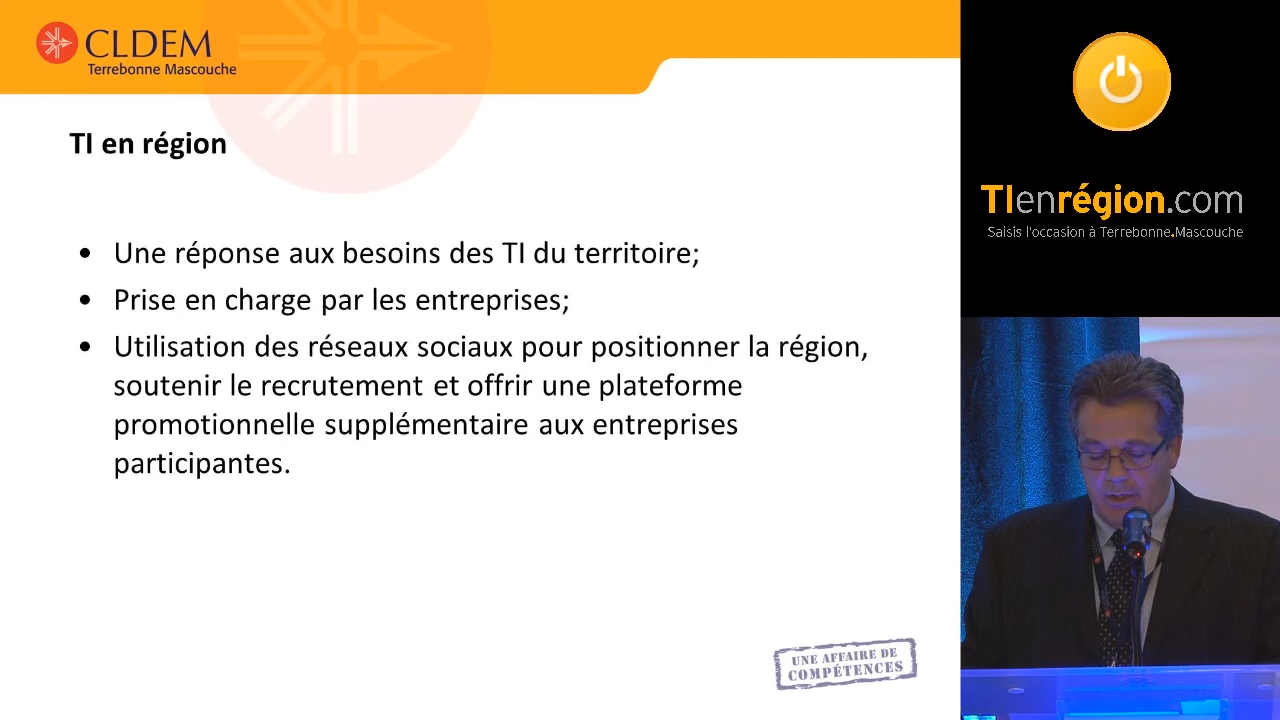 CLDEM
Terrebonne Mascouche
TI en région
• Une réponse aux besoins des TI du territoire;
• Prise en charge par les entreprises;
• Utilisation des réseaux sociaux pour positionner la région,
soutenir le recrutement et offrir une plateforme
promotionnelle supplémentaire aux entreprises
participantes.
UNE AFFAIRE DE
COMPÉTENCES
TIenrégion.com
Saisis l'occasion à Terrebonne.Mascouche